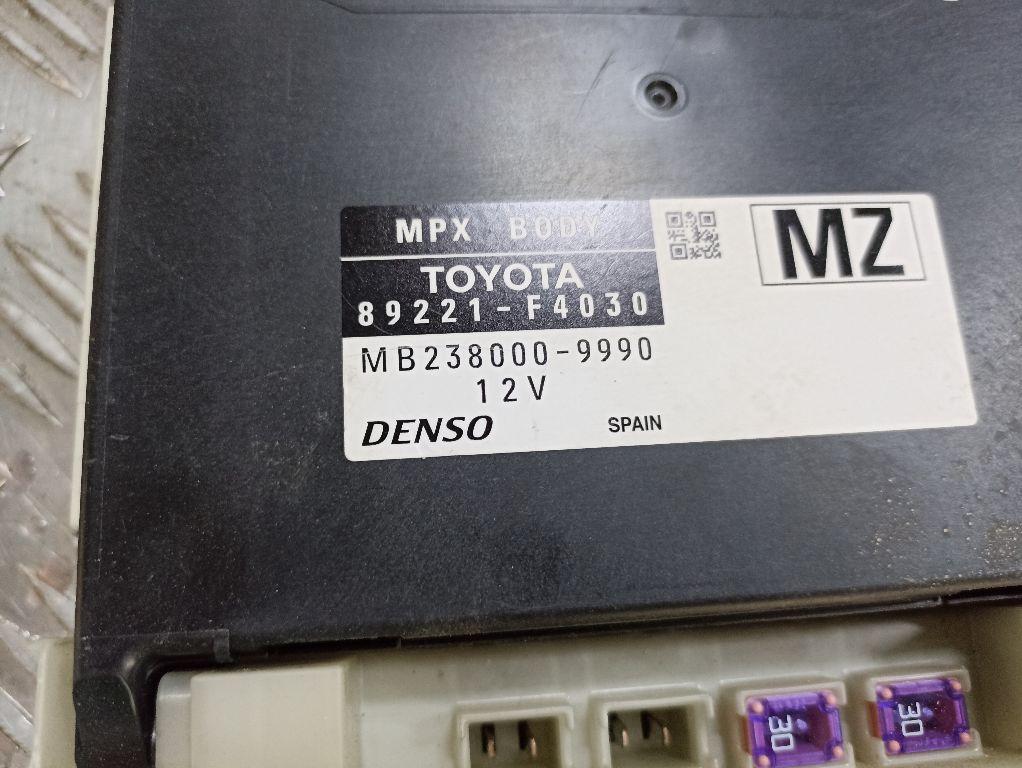 MPX BODY
MZ
TOYOTA
89221-F4030
MB238000-9990
12V
DENSO
SPAIN
30
30